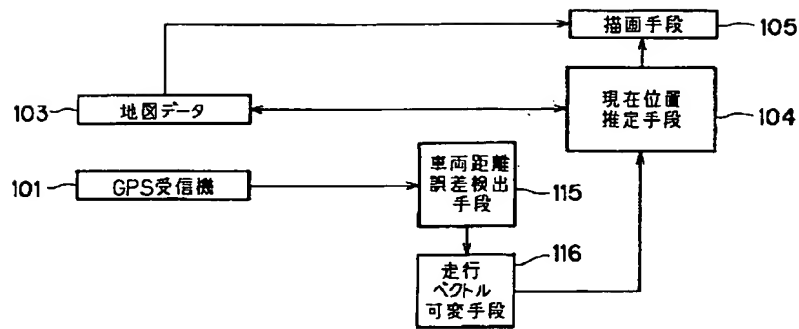 描画手段
105
103
地図データ
現在位置
推定手段
104
101
GPS受信機
車両距離
誤差検出
手段
115
116
走行
ベクトル
可変手段